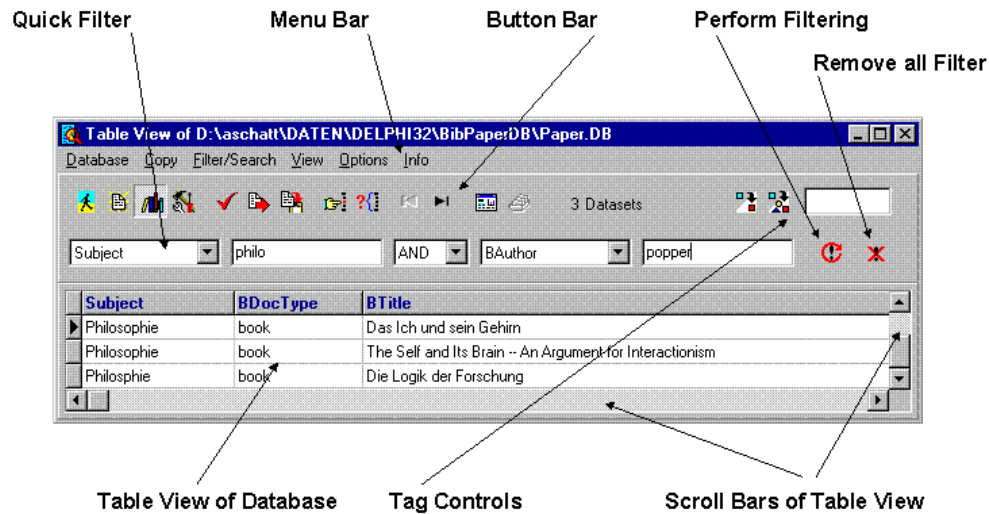 Quick Filter Menu Bar Button Bar Perform Filtering
Remove all Filter
Table View of D:\aschatt\DATEN\DELPHI32\BibPaperDB\Paper.DB
Database Copy Filter/Search View Options Info
3 Datasets
Subject philo AND BAuthor popper
Subject BDocType BTitle
Philosophie book Das Ich und sein Gehirn
Philosophie book The Self and Its Brain -- An Argument for Interactionism
Philosphie book Die Logik der Forschung
Table View of Database Tag Controls Scroll Bars of Table View